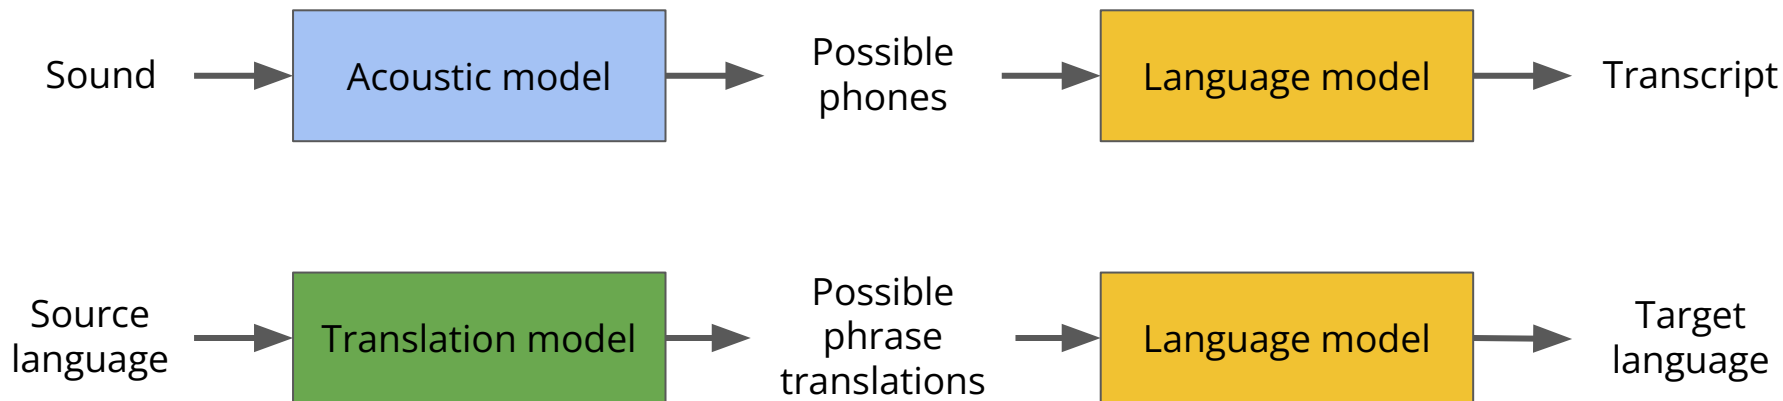 Sound
Acoustic model
Possible
phones
Language model
Transcript
Source
language
Translation model
Possible
phrase
translations
Language model
Target
language